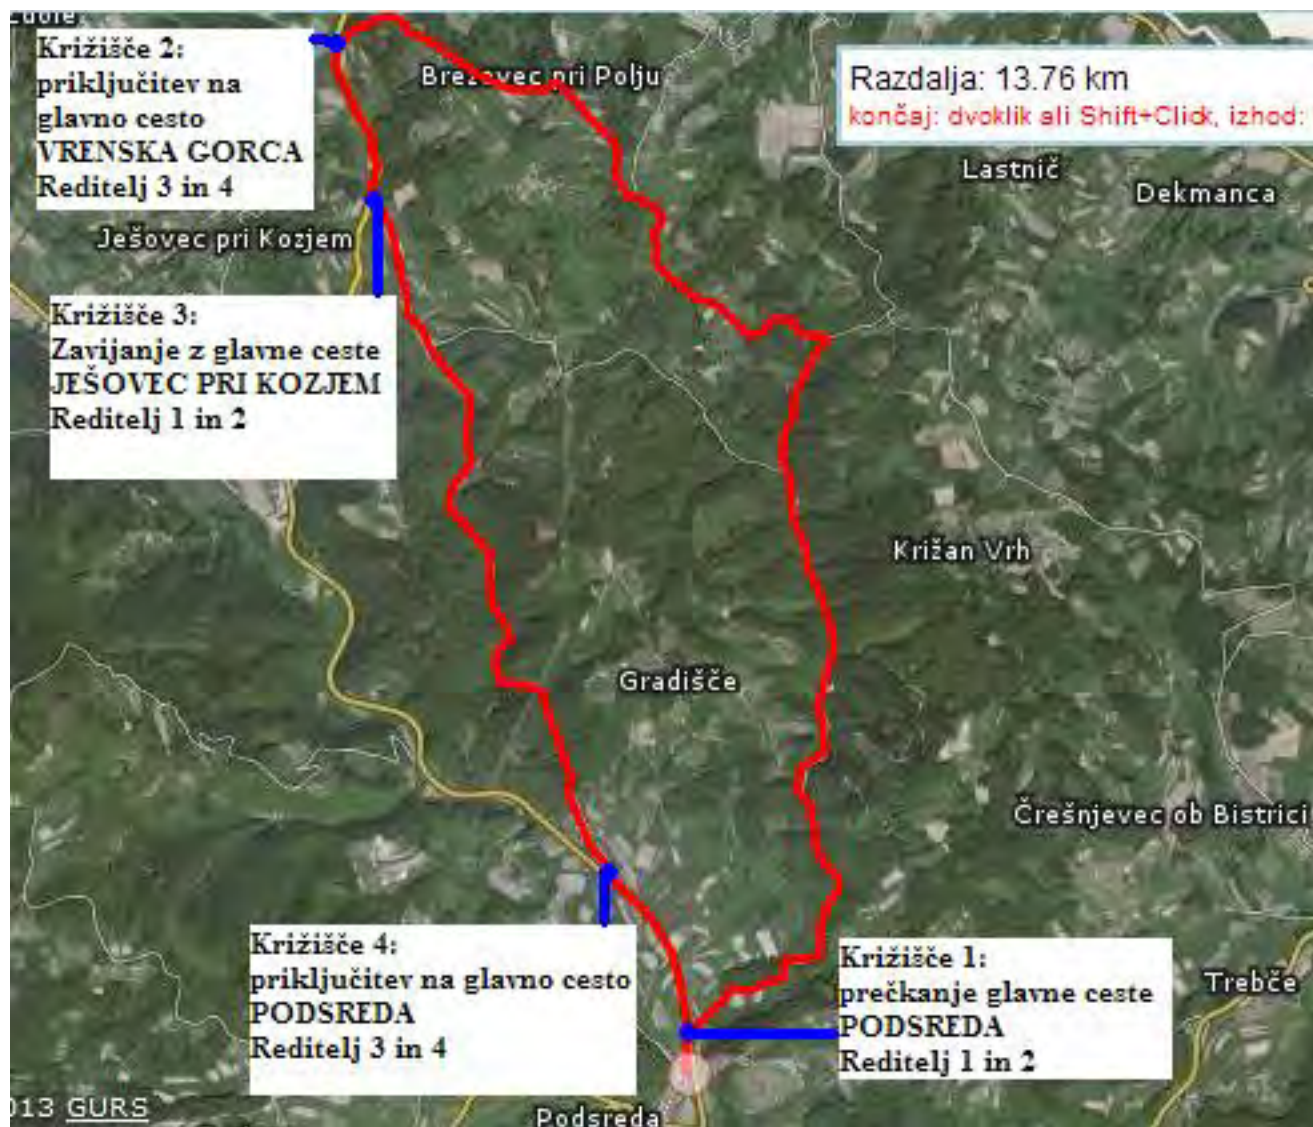 Križišče 2:
priključitev na
glavno cesto
VRENSKA GORCA
Reditelj 3 in 4
Brezovec pri Polju
Razdalja: 13.76 km
končaj: dvoklik ali Shift+Click, izhod:
Lastnič
Dekmanca
Ješovec pri Kozjem
Križišče 3:
Zavijanje z glavne ceste
JEŠOVEC PRI KOZJEM
Reditelj 1 in 2
Križan Vrh
Gradišče
Črešnjevec ob Bistrici
Križišče 4:
priključitev na glavno cesto
PODSREDA
Reditelj 3 in 4
Križišče 1:
prečkanje glavne ceste
PODSREDA
Reditelj 1 in 2
Trebče
013 GURS
Podsreda